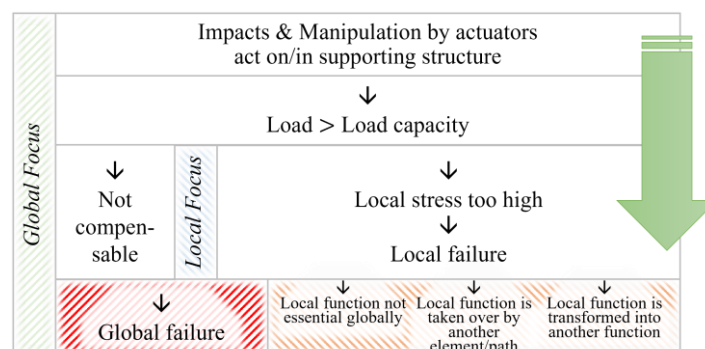 Impacts & Manipulation by actuators
act on/in supporting structure
Load > Load capacity
Global Focus
Not
compen-
sable
Local Focus
Local stress too high
Local failure
Global failure
Local function not
essential globally
Local function is
taken over by
another
element/path
Local function is
transformed into
another function